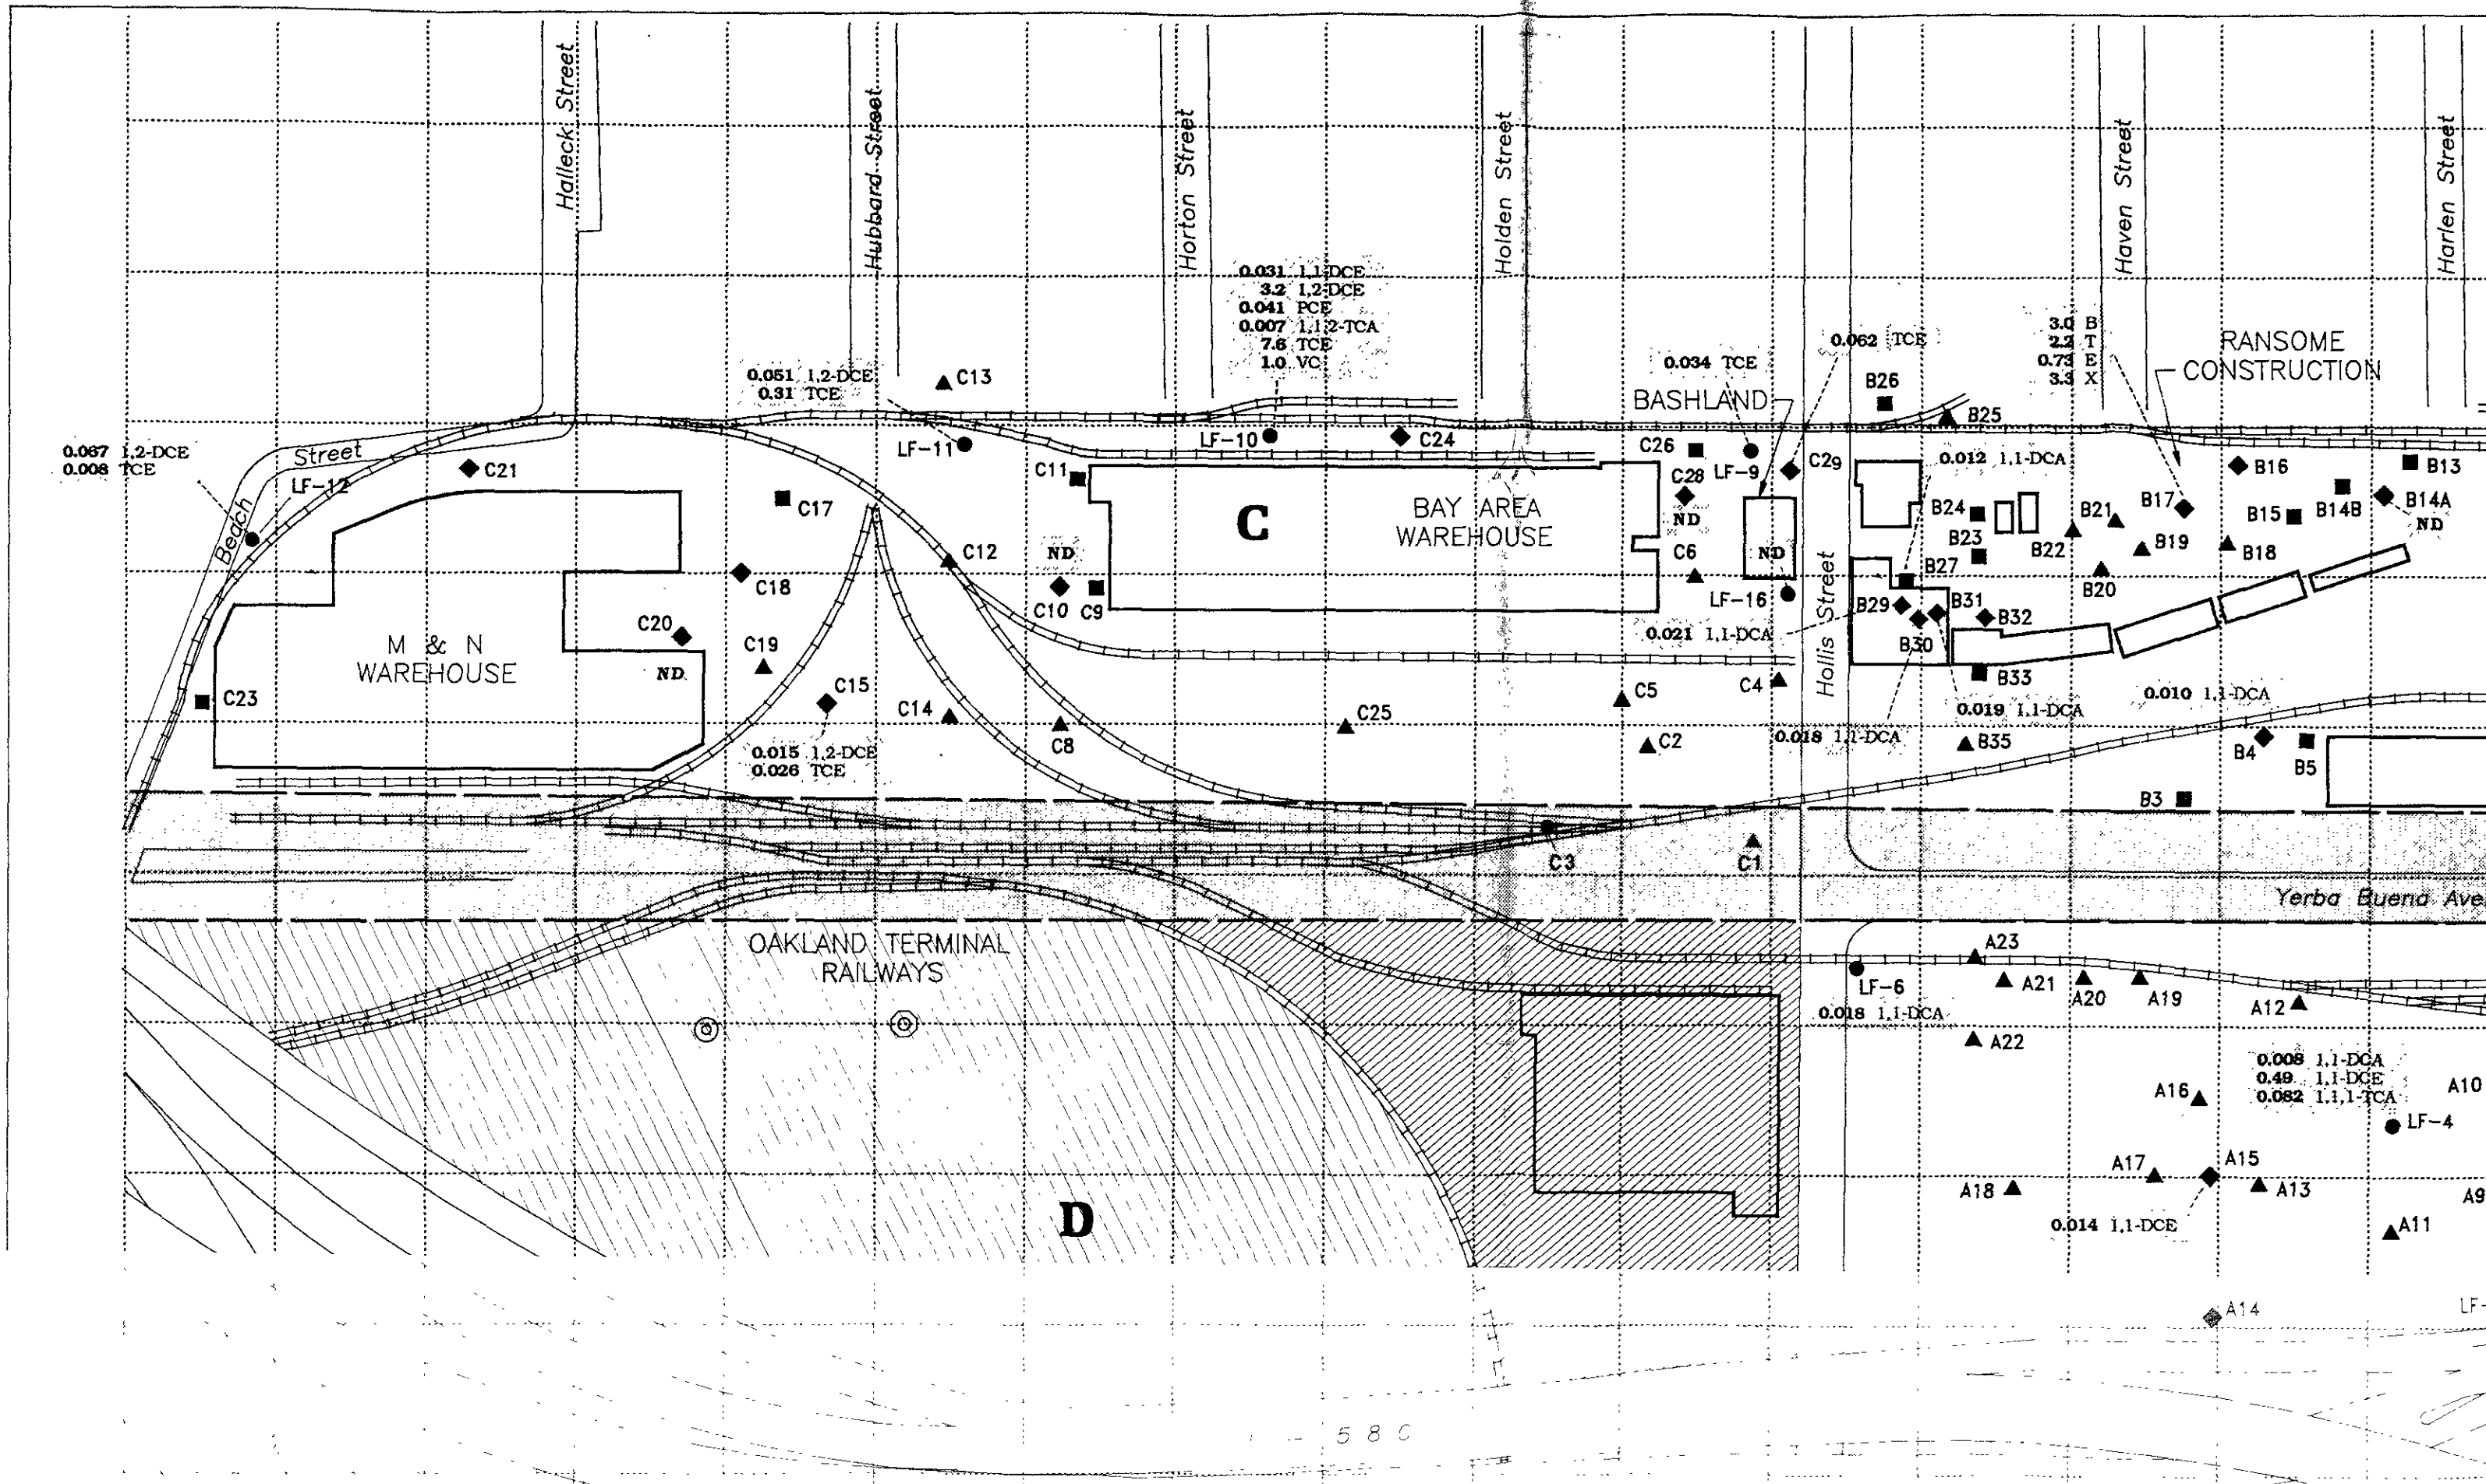 Halleck Street
Hubbard Street
Horton Street
Holden Street
Haven Street
Harlen Street
0.031 1,1-DCE
3.2 1,2-DCE
0.041 PCE
0.007 1,1,2-TCA
7.6 TCE
1.0 VC
0.051 1,2-DCE
0.31 TCE
C13
0.034 TCE
0.062 TCE
3.0 B
2.2 T
0.73 E
3.3 X
RANSOME
CONSTRUCTION
BASHLAND
B26
B25
0.067 1,2-DCE
0.008 TCE
Beach
Street
LF-12
C21
C17
LF-11
C11
LF-10
C24
C26
C28
ND
LF-9
C29
0.012 1,1-DCA
B16
B13
B17
B15
B14B
B14A
ND
B24
B23
B22
B21
B19
B18
B20
BAY AREA
WAREHOUSE
C
C12
ND
C10
C9
C18
C6
ND
LF-16
Hollis Street
B27
B29
B30
B31
B32
B33
0.021 1,1-DCA
M & N
WAREHOUSE
C20
ND
C19
C23
C15
C14
C8
C25
C5
C4
C2
0.018 1,1-DCA
0.019 1,1-DCA
B35
0.010 1,1-DCA
B4
B5
B3
0.015 1,2-DCE
0.026 TCE
C3
C1
Yerba Buena Ave
OAKLAND TERMINAL
RAILWAYS
LF-6
0.018 1,1-DCA
A23
A21
A20
A19
A12
A22
0.008 1,1-DCA
0.49 1,1-DCE
0.082 1,1,1-TCA
A10
A16
LF-4
A17
A15
A13
A18
A9
0.014 1,1-DCE
A11
D
A14
LF-
580